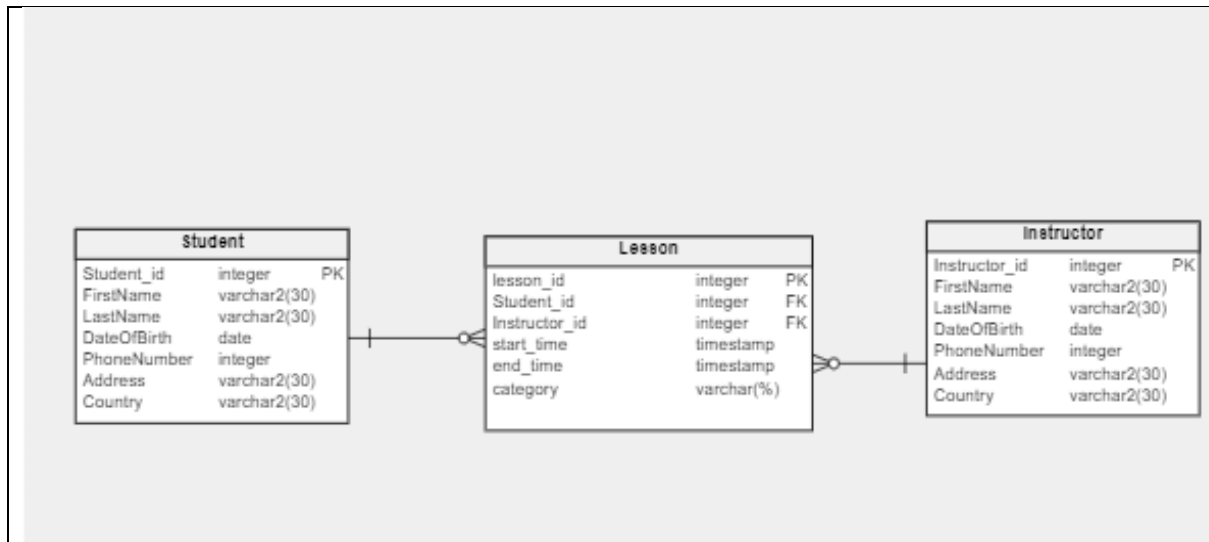 Student
Student_id integer PK
FirstName varchar2(30)
LastName varchar2(30)
DateOfBirth date
PhoneNumber integer
Address varchar2(30)
Country varchar2(30)
Lesson
lesson_id integer PK
Student_id integer FK
Instructor_id integer FK
start_time timestamp
end_time timestamp
category varchar(%)
Instructor
Instructor_id integer PK
FirstName varchar2(30)
LastName varchar2(30)
DateOfBirth date
PhoneNumber integer
Address varchar2(30)
Country varchar2(30)